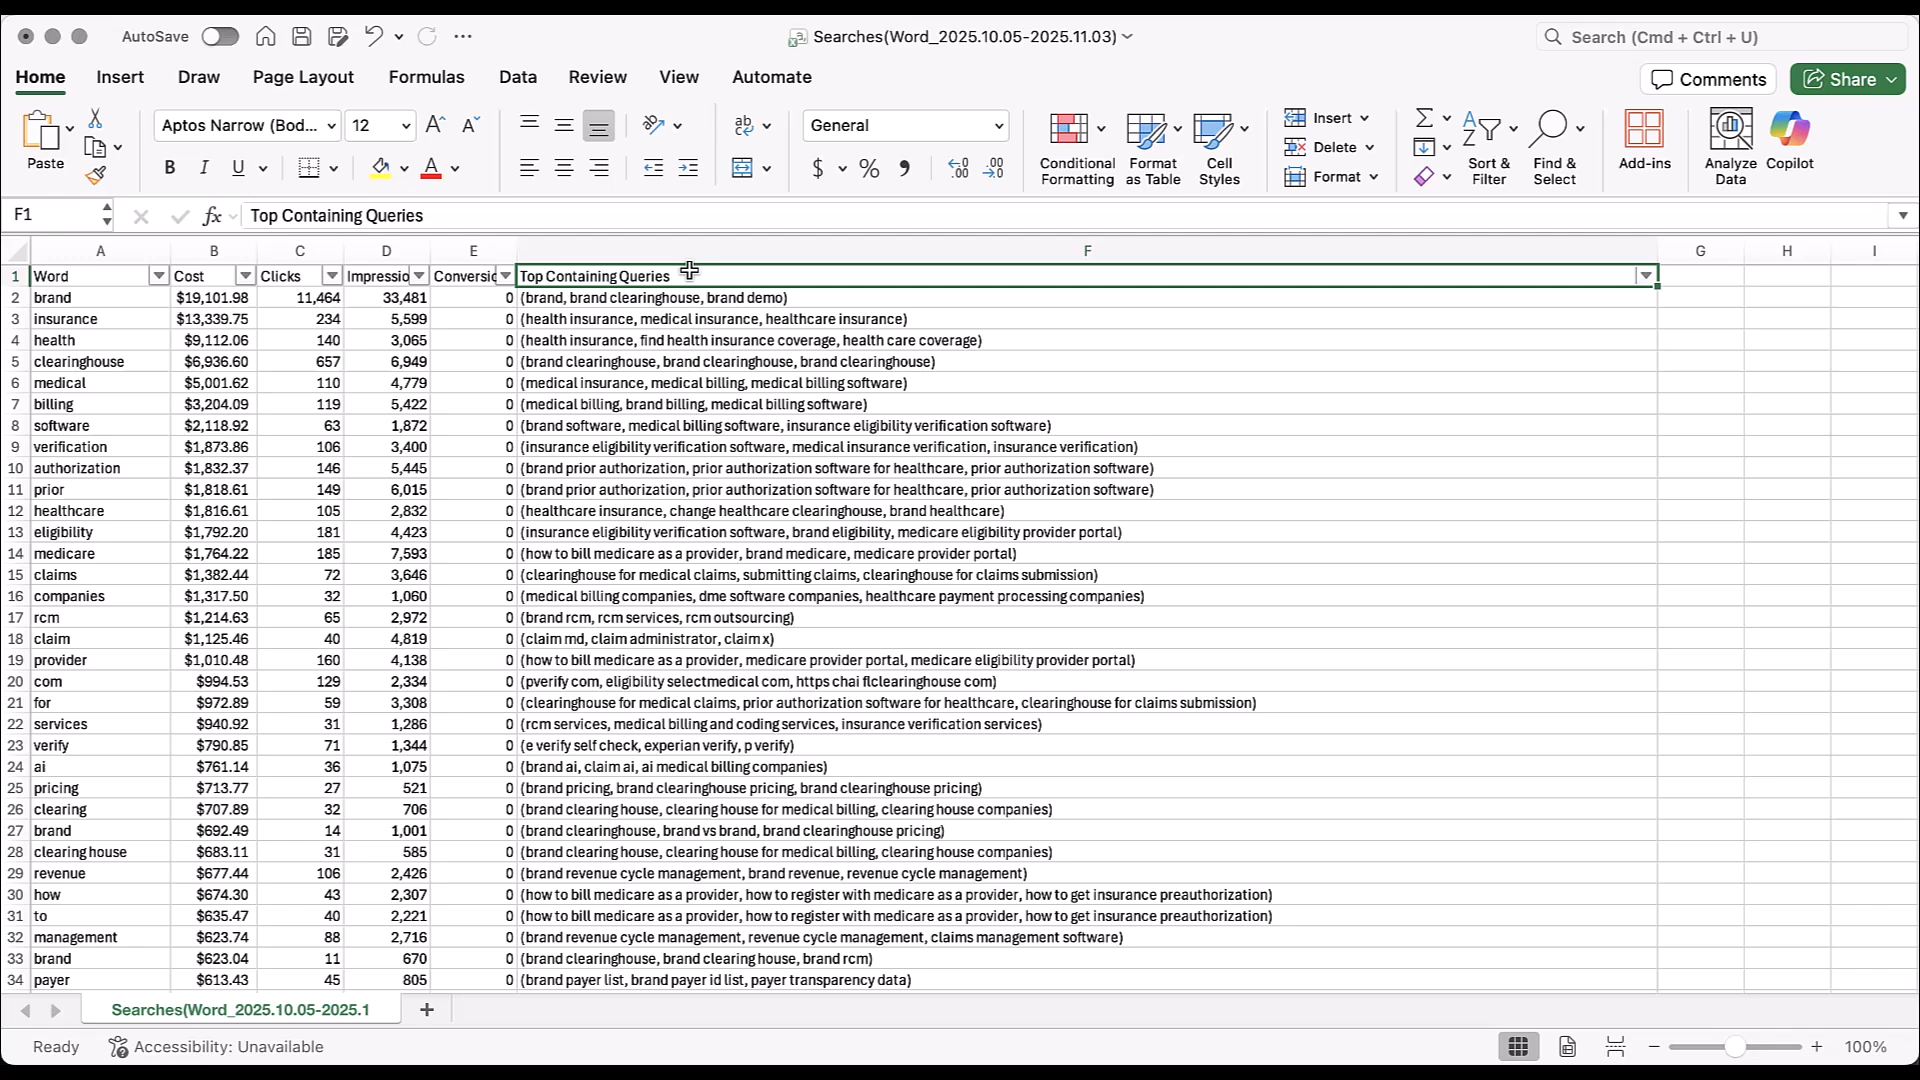 AutoSave Searches(Word_2025.10.05-2025.11.03) Search (Cmd + Ctrl + U)
Home Insert Draw Page Layout Formulas Data Review View Automate Comments Share
Paste Aptos Narrow (Bod... 12 General Conditional Formatting Format as Table Cell Styles Insert Delete Format Sort & Filter Find & Select Add-ins Analyze Data Copilot
F1 fx Top Containing Queries
A B C D E F G H I
1 Word Cost Clicks Impressio Conversic Top Containing Queries
2 brand $19,101.98 11,464 33,481 0 (brand, brand clearinghouse, brand demo)
3 insurance $13,339.75 234 5,599 0 (health insurance, medical insurance, healthcare insurance)
4 health $9,112.06 140 3,065 0 (health insurance, find health insurance coverage, health care coverage)
5 clearinghouse $6,936.60 657 6,949 0 (brand clearinghouse, brand clearinghouse, brand clearinghouse)
6 medical $5,001.62 110 4,779 0 (medical insurance, medical billing, medical billing software)
7 billing $3,204.09 119 5,422 0 (medical billing, brand billing, medical billing software)
8 software $2,118.92 63 1,872 0 (brand software, medical billing software, insurance eligibility verification software)
9 verification $1,873.86 106 3,400 0 (insurance eligibility verification software, medical insurance verification, insurance verification)
10 authorization $1,832.37 146 5,445 0 (brand prior authorization, prior authorization software for healthcare, prior authorization software)
11 prior $1,818.61 149 6,015 0 (brand prior authorization, prior authorization software for healthcare, prior authorization software)
12 healthcare $1,816.61 105 2,832 0 (healthcare insurance, change healthcare clearinghouse, brand healthcare)
13 eligibility $1,792.20 181 4,423 0 (insurance eligibility verification software, brand eligibility, medicare eligibility provider portal)
14 medicare $1,764.22 185 7,593 0 (how to bill medicare as a provider, brand medicare, medicare provider portal)
15 claims $1,382.44 72 3,646 0 (clearinghouse for medical claims, submitting claims, clearinghouse for claims submission)
16 companies $1,317.50 32 1,060 0 (medical billing companies, dme software companies, healthcare payment processing companies)
17 rcm $1,214.63 65 2,972 0 (brand rcm, rcm services, rcm outsourcing)
18 claim $1,125.46 40 4,819 0 (claim md, claim administrator, claim x)
19 provider $1,010.48 160 4,138 0 (how to bill medicare as a provider, medicare provider portal, medicare eligibility provider portal)
20 com $994.53 129 2,334 0 (pverify com, eligibility selectmedical com, https chai flclearinghouse com)
21 for $972.89 59 3,308 0 (clearinghouse for medical claims, prior authorization software for healthcare, clearinghouse for claims submission)
22 services $940.92 31 1,286 0 (rcm services, medical billing and coding services, insurance verification services)
23 verify $790.85 71 1,344 0 (e verify self check, experian verify, p verify)
24 ai $761.14 36 1,075 0 (brand ai, claim ai, ai medical billing companies)
25 pricing $713.77 27 521 0 (brand pricing, brand clearinghouse pricing, brand clearinghouse pricing)
26 clearing $707.89 32 706 0 (brand clearing house, clearing house for medical billing, clearing house companies)
27 brand $692.49 14 1,001 0 (brand clearinghouse, brand vs brand, brand clearinghouse pricing)
28 clearing house $683.11 31 585 0 (brand clearing house, clearing house for medical billing, clearing house companies)
29 revenue $677.44 106 2,426 0 (brand revenue cycle management, brand revenue, revenue cycle management)
30 how $674.30 43 2,307 0 (how to bill medicare as a provider, how to register with medicare as a provider, how to get insurance preauthorization)
31 to $635.47 40 2,221 0 (how to bill medicare as a provider, how to register with medicare as a provider, how to get insurance preauthorization)
32 management $623.74 88 2,716 0 (brand revenue cycle management, revenue cycle management, claims management software)
33 brand $623.04 11 670 0 (brand clearinghouse, brand clearing house, brand rcm)
34 payer $613.43 45 805 0 (brand payer list, brand payer id list, payer transparency data)
Searches(Word_2025.10.05-2025.1
Ready Accessibility: Unavailable 100%